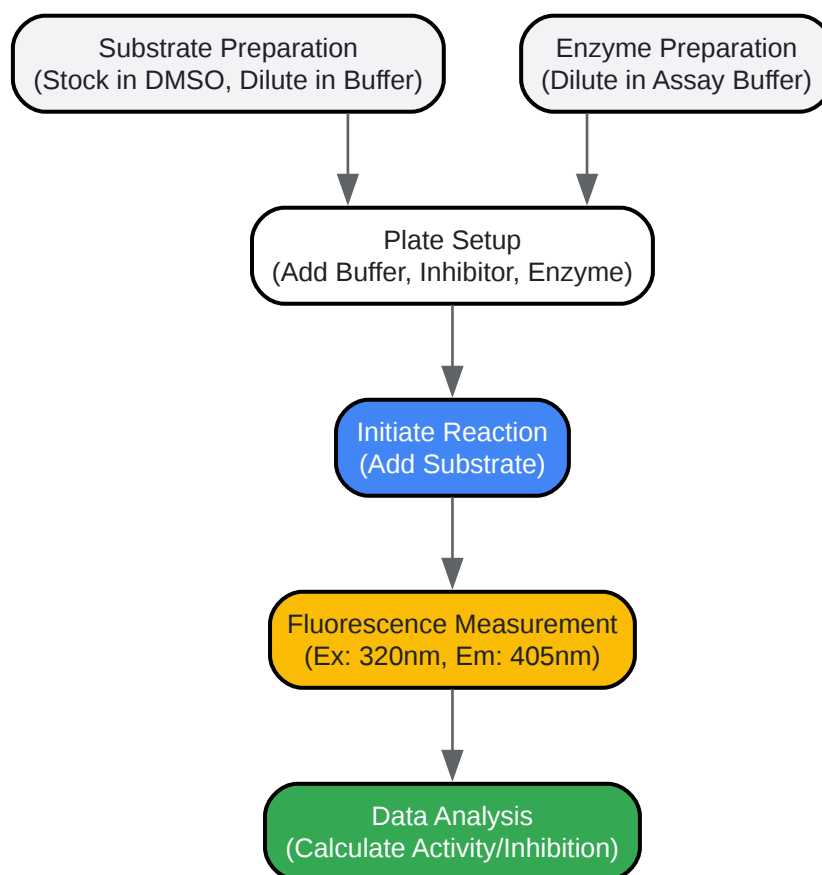 Substrate Preparation
(Stock in DMSO, Dilute in Buffer)
Enzyme Preparation
(Dilute in Assay Buffer)
Plate Setup
(Add Buffer, Inhibitor, Enzyme)
Initiate Reaction
(Add Substrate)
Fluorescence Measurement
(Ex: 320nm, Em: 405nm)
Data Analysis
(Calculate Activity/Inhibition)